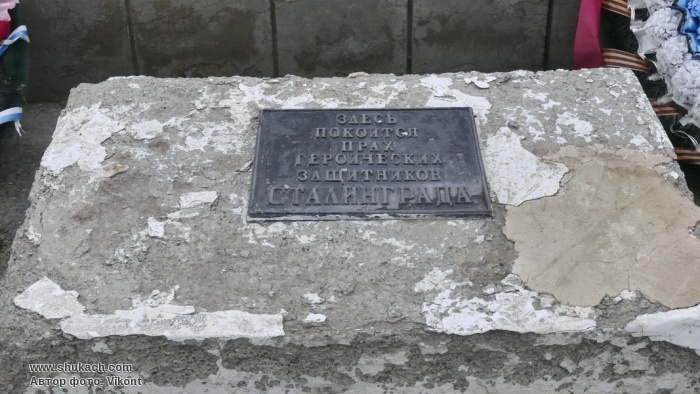 ЗДЕСЬ
ПОКОИТСЯ
ПРАХ
ГЕРОИЧЕСКИХ
ЗАЩИТНИКОВ
СТАЛИНГРАДА
www.shukach.com
Автор фото: Vikont